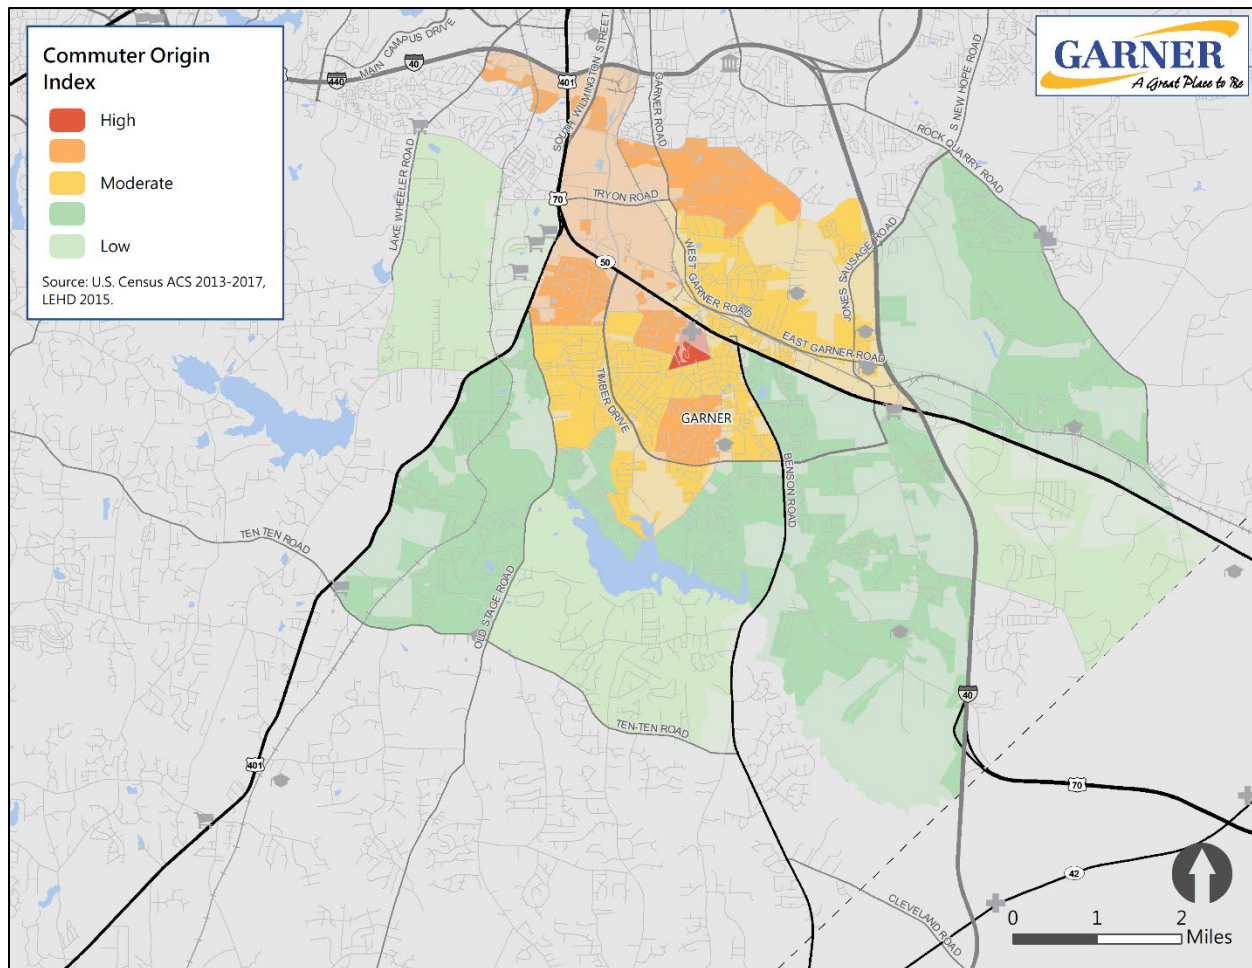 Commuter Origin
Index
High
Moderate
Low
Source: U.S. Census ACS 2013-2017,
LEHD 2015.
GARNER
A Great Place to Be
MAIN CAMPUS DRIVE
440
40
401
SOUTH WILMINGTON STREET
GARNER ROAD
S NEW HOPE ROAD
ROCK QUARRY ROAD
LAKE WHEELER ROAD
TRYON ROAD
70
50
WEST GARNER ROAD
JONES SAUSAGE ROAD
EAST GARNER ROAD
TIMBER DRIVE
GARNER
BENSON ROAD
TEN TEN ROAD
OLD STAGE ROAD
TEN-TEN ROAD
40
401
70
42
CLEVELAND ROAD
0 1 2
Miles